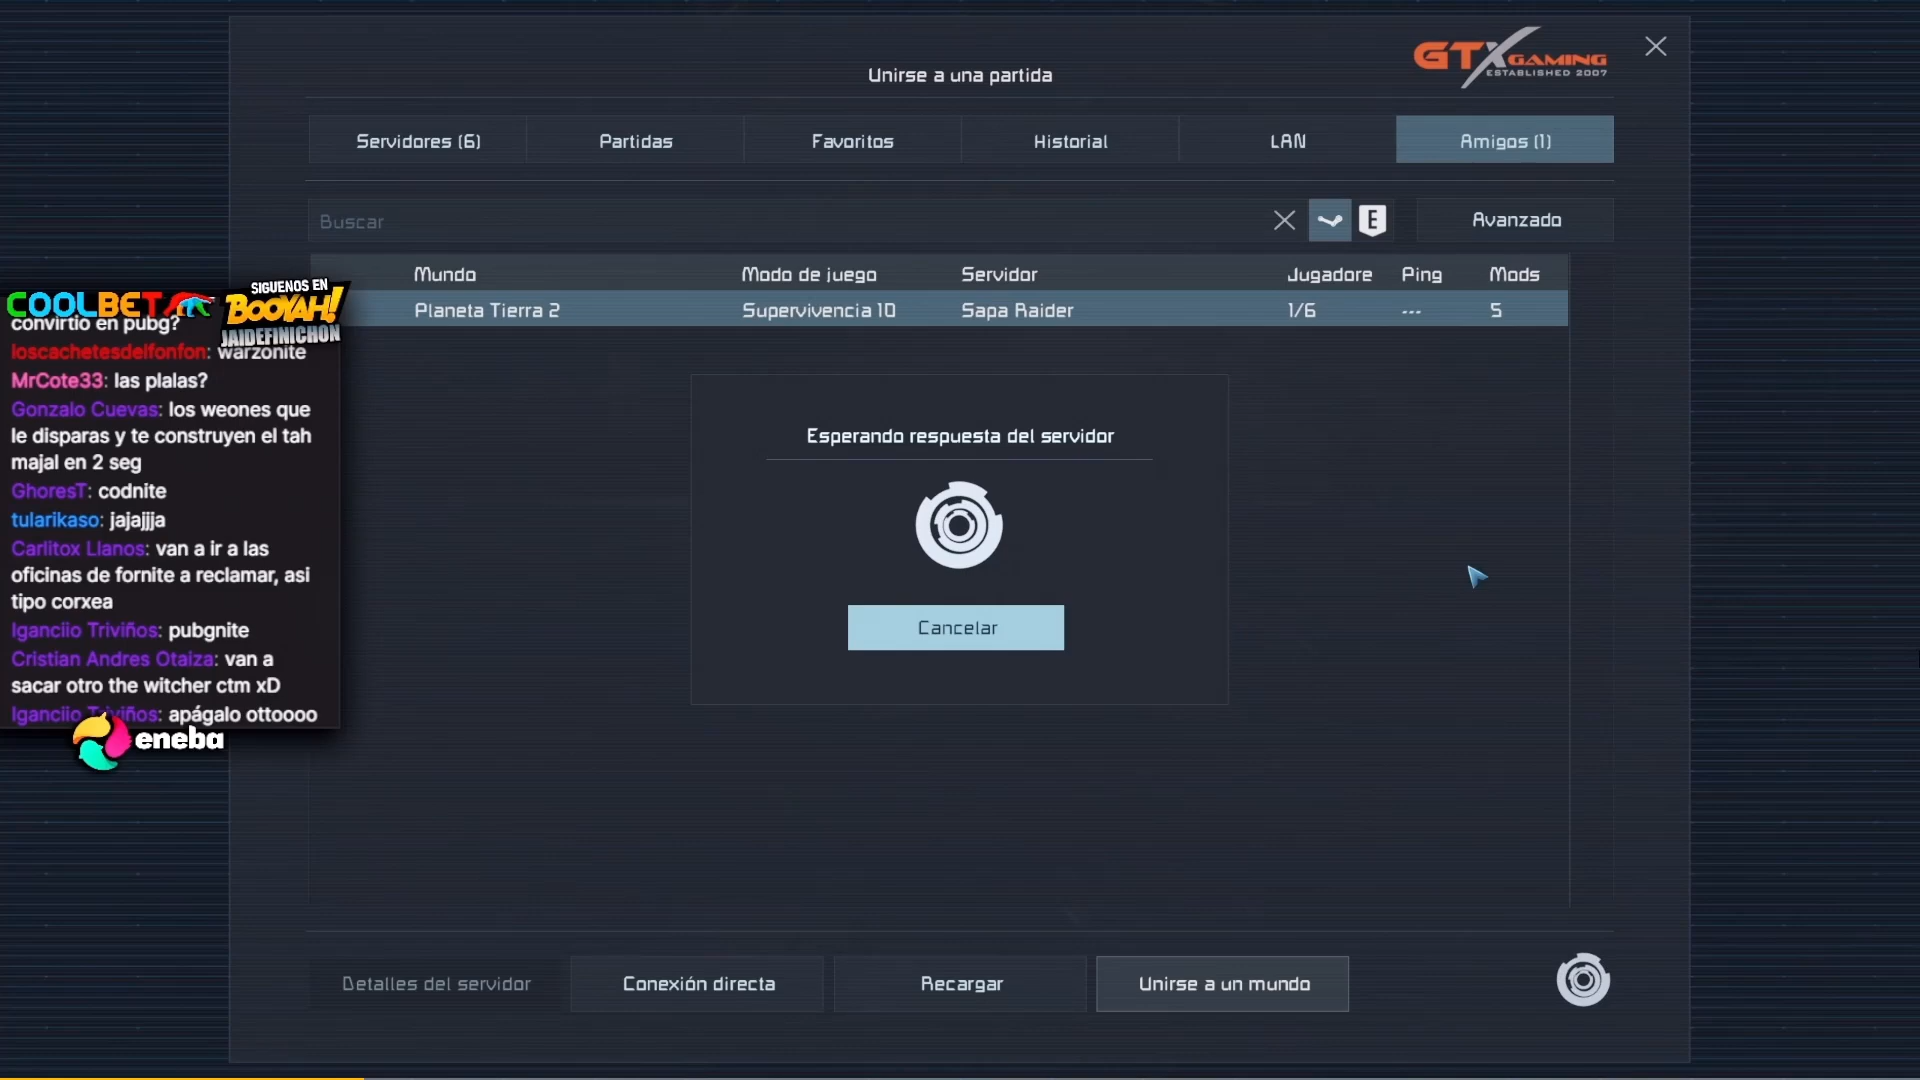 GTX GAMING
ESTABLISHED 2007
Unirse a una partida
Servidores (6)
Partidas
Favoritos
Historial
LAN
Amigos (1)
Buscar
E
Avanzado
Mundo
Modo de juego
Servidor
Jugadore
Ping
Mods
Planeta Tierra 2
Supervivencia 10
Sapa Raider
1/6
---
5
COOLBET
SIGUENOS EN
BOOYAH!
JAIDEFINICHON
convirtio en pubg?
loscachetesdelfonfon: warzonite
MrCote33: las plalas?
Gonzalo Cuevas: los weones que
le disparas y te construyen el tah
majal en 2 seg
GhoresT: codnite
tularikaso: jajajjja
Carlitox Llanos: van a ir a las
oficinas de fornite a reclamar, asi
tipo corxea
Iganciio Triviños: pubgnite
Cristian Andres Otaiza: van a
sacar otro the witcher ctm xD
Iganciio Triviños: apágalo ottoooo
eneba
Esperando respuesta del servidor
Cancelar
Detalles del servidor
Conexión directa
Recargar
Unirse a un mundo